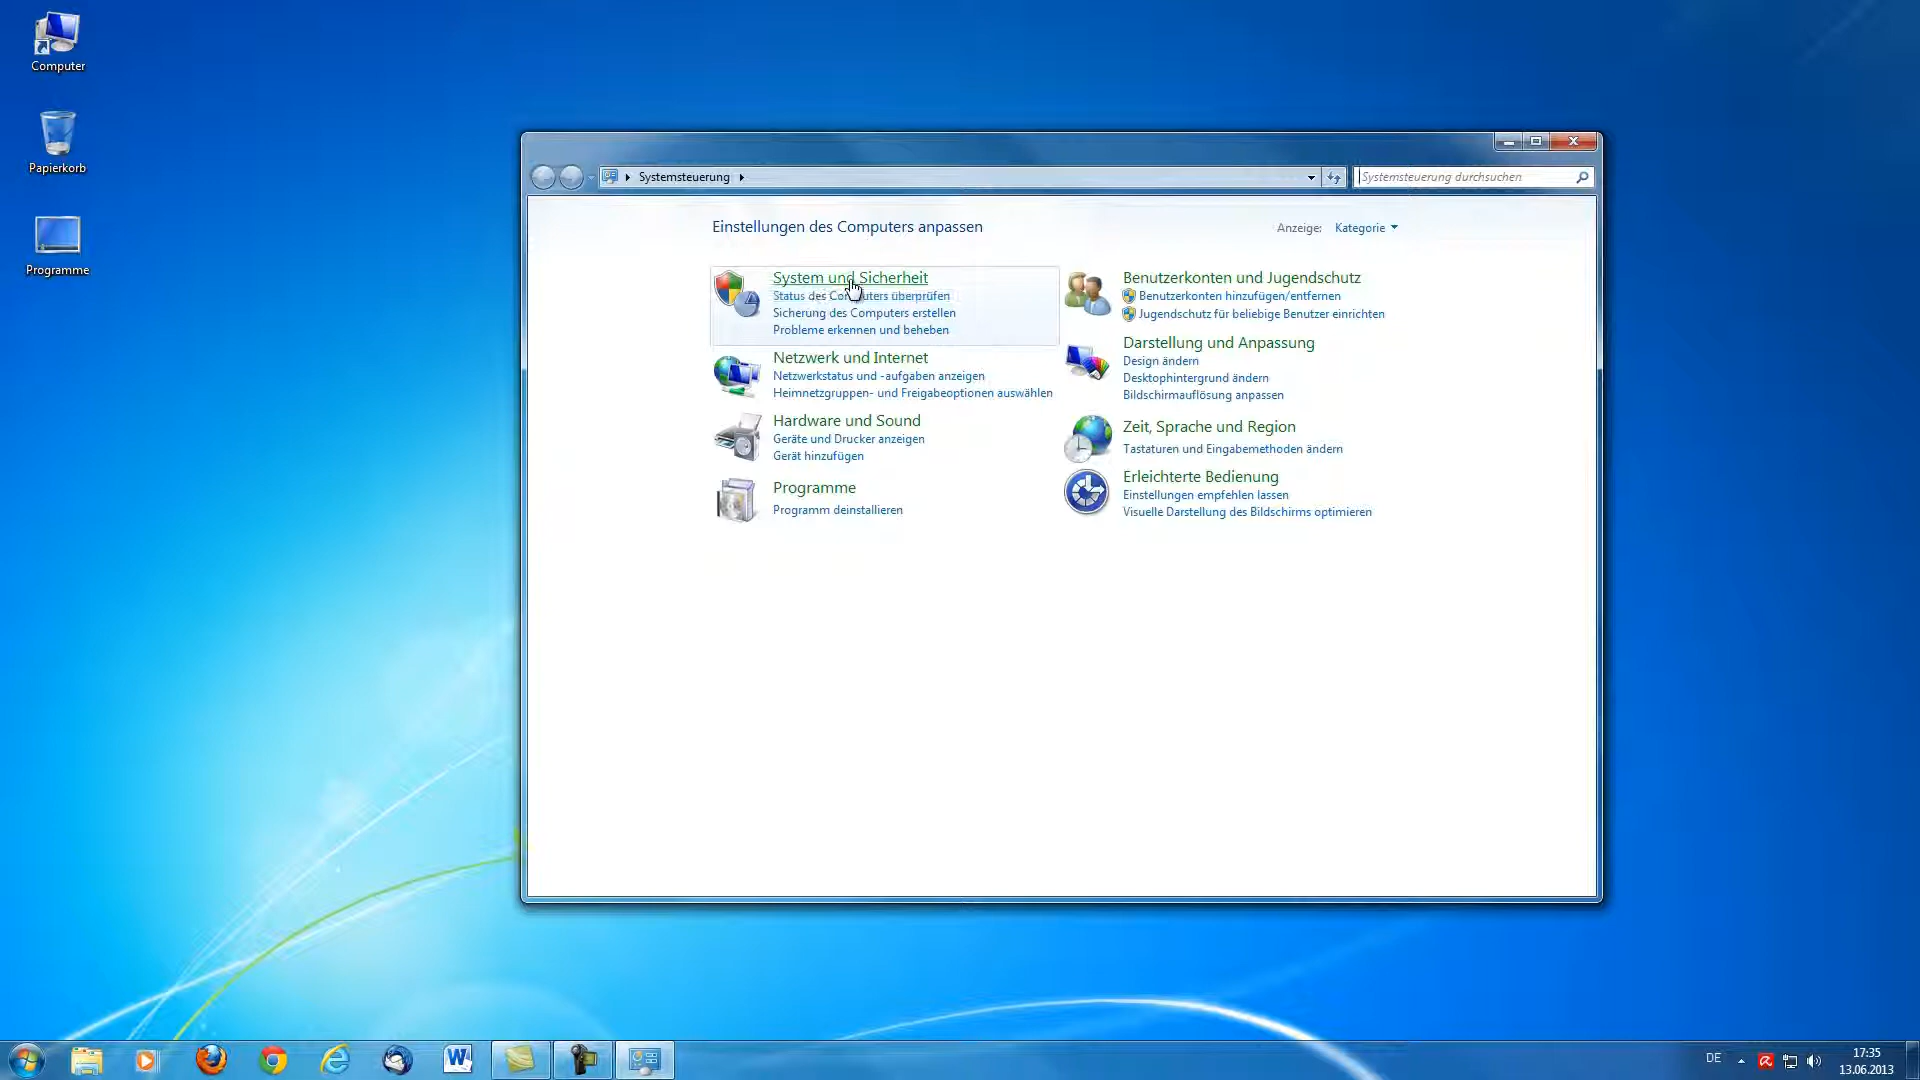 Computer
Papierkorb
Programme
Systemsteuerung
Systemsteuerung durchsuchen
Einstellungen des Computers anpassen
Anzeige: Kategorie
System und Sicherheit
Status des Computers überprüfen
Sicherung des Computers erstellen
Probleme erkennen und beheben
Netzwerk und Internet
Netzwerkstatus und -aufgaben anzeigen
Heimnetzgruppen- und Freigabeoptionen auswählen
Hardware und Sound
Geräte und Drucker anzeigen
Gerät hinzufügen
Programme
Programm deinstallieren
Benutzerkonten und Jugendschutz
Benutzerkonten hinzufügen/entfernen
Jugendschutz für beliebige Benutzer einrichten
Darstellung und Anpassung
Design ändern
Desktophintergrund ändern
Bildschirmauflösung anpassen
Zeit, Sprache und Region
Tastaturen und Eingabemethoden ändern
Erleichterte Bedienung
Einstellungen empfehlen lassen
Visuelle Darstellung des Bildschirms optimieren
DE
17:35
13.06.2013